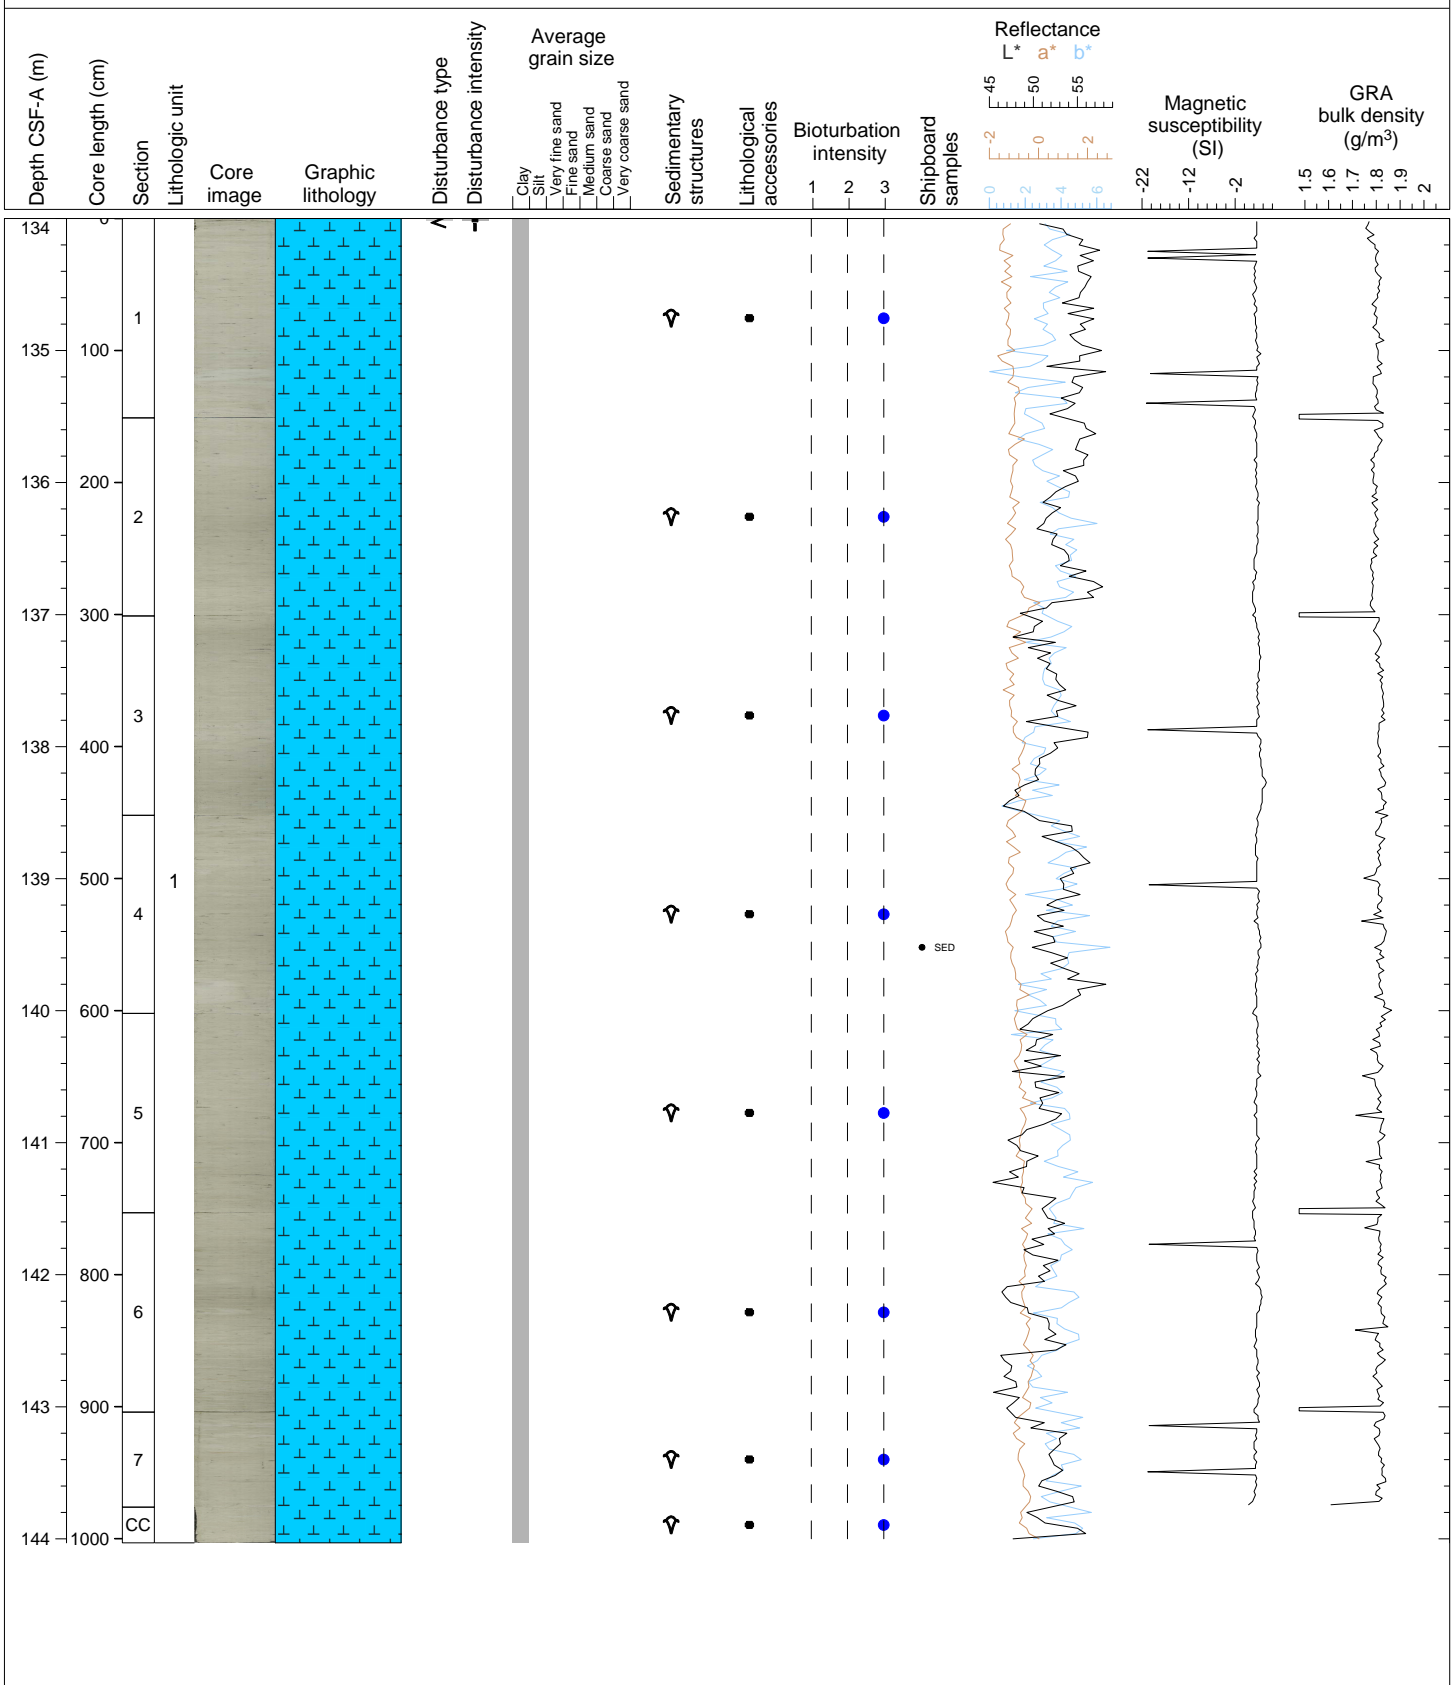 Depth CSF-A (m)
Core length (cm)
Section
Lithologic unit
Core
image
Graphic
lithology
Disturbance type
Disturbance intensity
Average
grain size
Clay
Silt
Very fine sand
Fine sand
Medium sand
Coarse sand
Very coarse sand
Sedimentary
structures
Lithological
accessories
Bioturbation
intensity
1 2 3
Shipboard
samples
Reflectance
L* a* b*
45 50 55
-2 0 2
0 2 4 6
Magnetic
susceptibility
(SI)
-22 -12 -2
GRA
bulk density
(g/m³)
1.5 1.6 1.7 1.8 1.9 2
134 0
1
135 100
136 200
2
137 300
3
138 400
139 500 1
4
SED
140 600
5
141 700
142 800
6
143 900
7
CC
144 1000